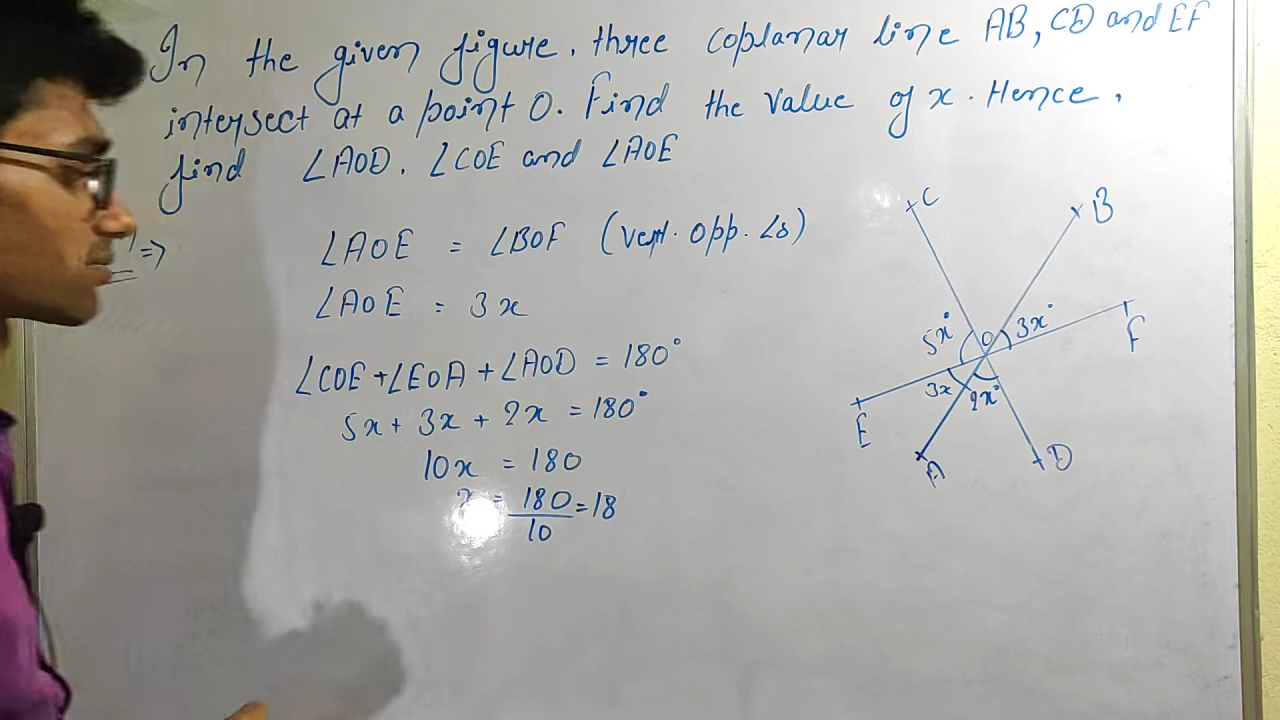 In the given figure, three coplanar line AB, CD and EF
intersect at a point O. Find the value of x. Hence,
find ∠AOD, ∠COE and ∠AOE
=>
∠AOE = ∠BOF (vert. opp. ∠s)
∠AOE = 3x
∠COE + ∠EOA + ∠AOD = 180°
5x + 3x + 2x = 180°
10x = 180
x = 180/10 = 18
C
B
5x°
O
3x°
F
3x
2x°
E
A
D